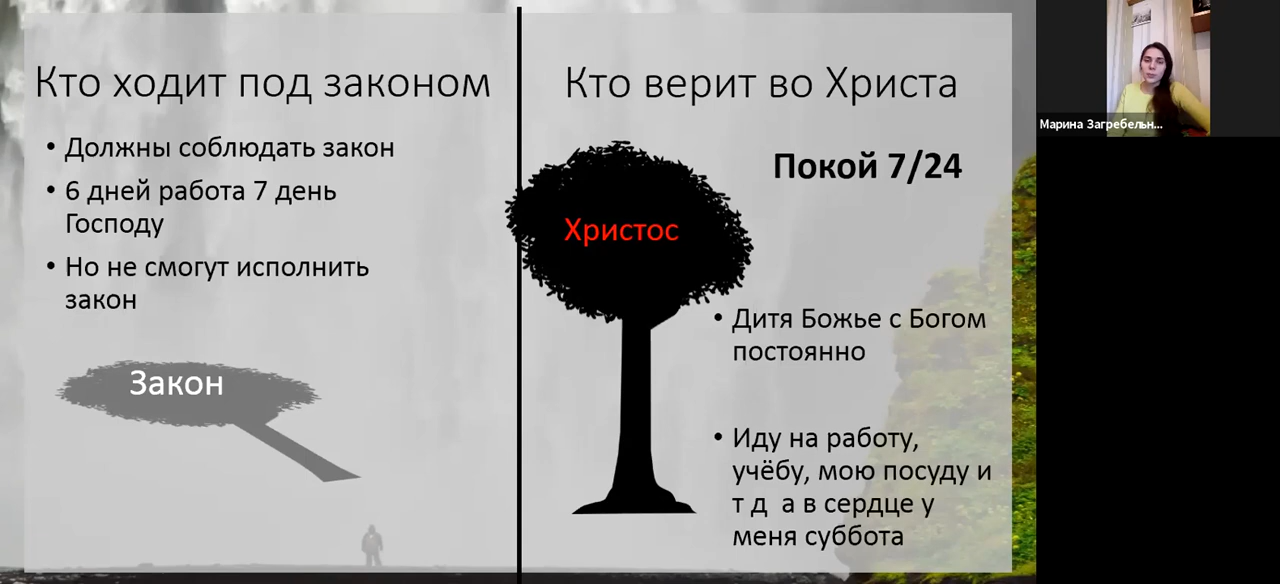 Кто ходит под законом
• Должны соблюдать закон
• 6 дней работа 7 день
Господу
• Но не смогут исполнить
закон
Закон
Кто верит во Христа
Покой 7/24
Христос
• Дитя Божье с Богом
постоянно
• Иду на работу,
учёбу, мою посуду и
т д а в сердце у
меня суббота
Марина Загребельн...